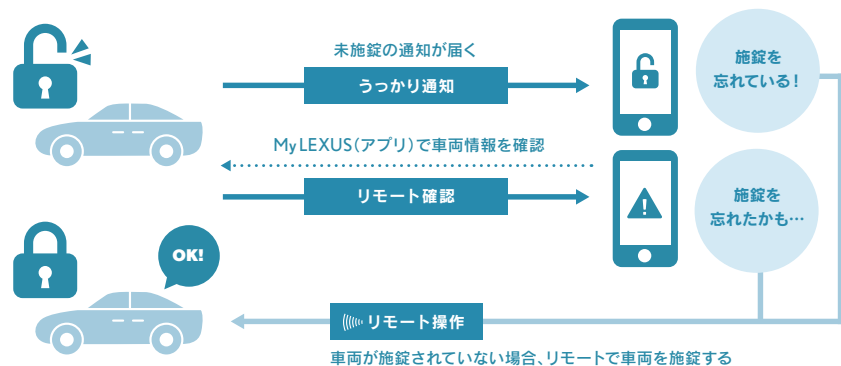 未施錠の通知が届く
うっかり通知
施錠を
忘れている!
My LEXUS(アプリ)で車両情報を確認
リモート確認
施錠を
忘れたかも…
OK!
リモート操作
車両が施錠されていない場合、リモートで車両を施錠する